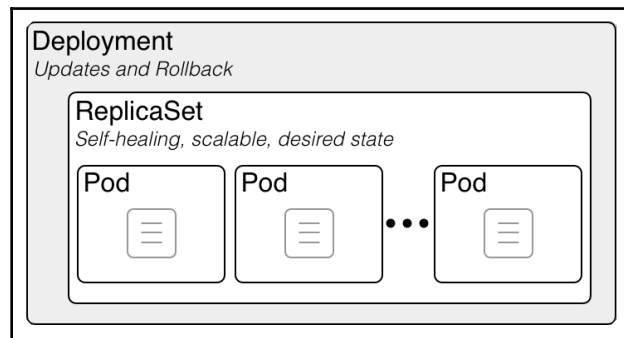 Deployment
Updates and Rollback
ReplicaSet
Self-healing, scalable, desired state
Pod
Pod
Pod